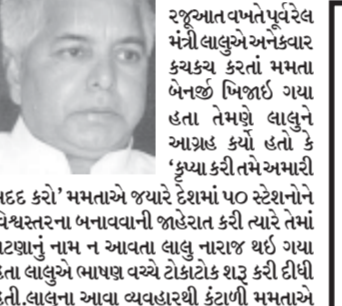 રજૂઆત વખતે પૂર્વ રેલ
મંત્રી લાલુએ અનેકવાર
કચકચ કરતાં મમતા
બેનર્જી ખિજાઇ ગયા
હતા તેમણે લાલુને
આગ્રહ કર્યો હતો કે
'કૃપ્યા કરી તમે અમારી
મદદ કરો' મમતાએ જયારે દેશમાં ૫૦ સ્ટેશનોને
વિશ્વસ્તરના બનાવવાની જાહેરાત કરી ત્યારે તેમાં
પટણાનું નામ ન આવતા લાલુ નારાજ થઇ ગયા
હતા લાલુએ ભાષણ વચ્ચે ટોકાટોક શરૂ કરી દીધી
હતી.લાલુના આવા વ્યવહારથી કંટાળી મમતાએ